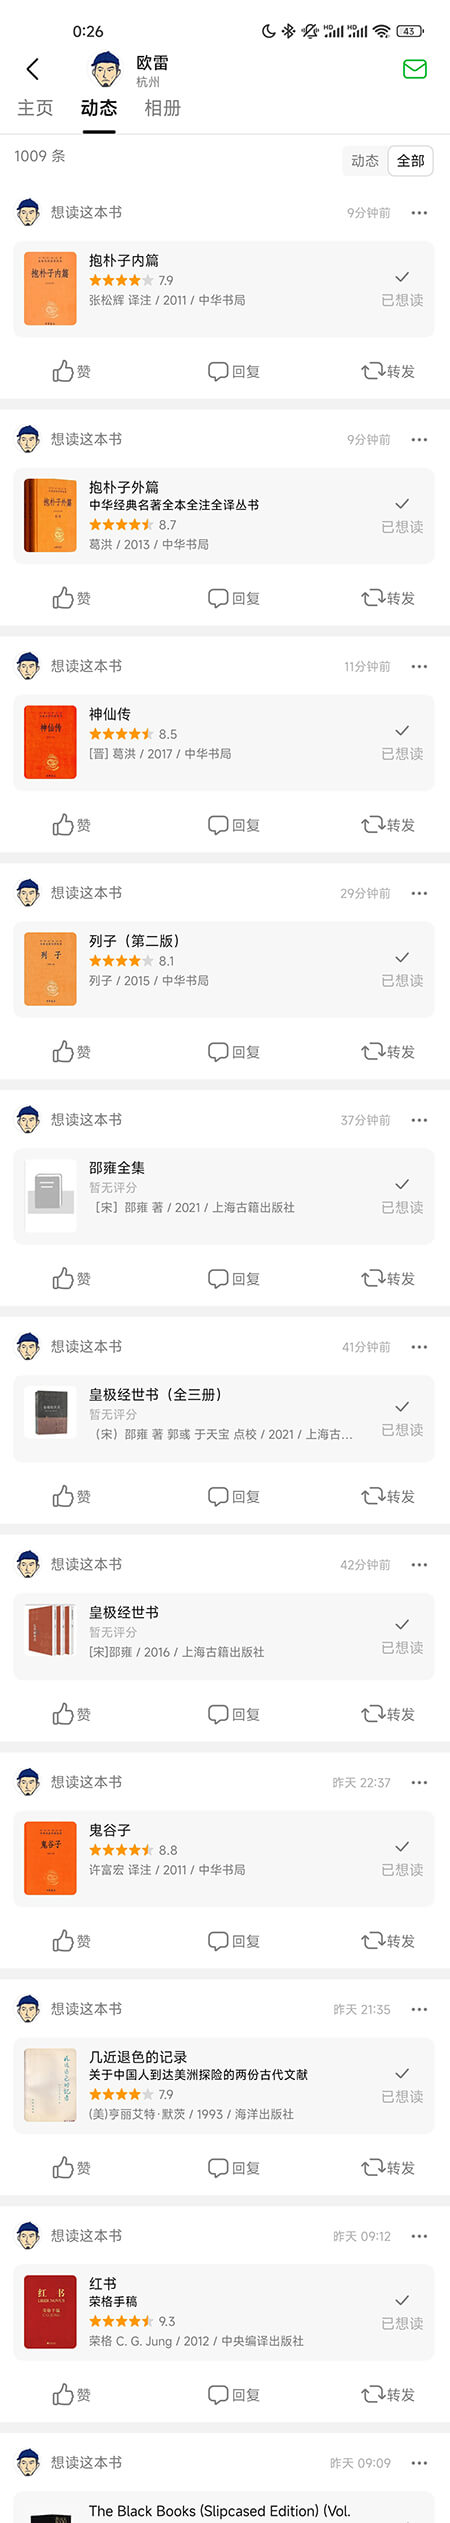 0:26
43
欧雷
杭州
主页 动态 相册
1009 条
动态 全部
想读这本书 9分钟前
抱朴子内篇
抱朴子内篇
7.9
张松辉 译注 / 2011 / 中华书局
已想读
赞 回复 转发
想读这本书 9分钟前
抱朴子外篇
抱朴子外篇
中华经典名著全本全注全译丛书
8.7
葛洪 / 2013 / 中华书局
已想读
赞 回复 转发
想读这本书 11分钟前
神仙传
神仙传
8.5
[晋] 葛洪 / 2017 / 中华书局
已想读
赞 回复 转发
想读这本书 29分钟前
列子
列子（第二版）
8.1
列子 / 2015 / 中华书局
已想读
赞 回复 转发
想读这本书 37分钟前
邵雍全集
暂无评分
［宋］邵雍 著 / 2021 / 上海古籍出版社
已想读
赞 回复 转发
想读这本书 41分钟前
皇极经世书（全三册）
暂无评分
（宋）邵雍 著 郭彧 于天宝 点校 / 2021 / 上海古...
已想读
赞 回复 转发
想读这本书 42分钟前
皇极经世书
暂无评分
[宋]邵雍 / 2016 / 上海古籍出版社
已想读
赞 回复 转发
想读这本书 昨天 22:37
鬼谷子
鬼谷子
8.8
许富宏 译注 / 2011 / 中华书局
已想读
赞 回复 转发
想读这本书 昨天 21:35
几近退色的记录
关于中国人到达美洲探险的两份古代文献
7.9
(美)亨丽艾特·默茨 / 1993 / 海洋出版社
已想读
赞 回复 转发
想读这本书 昨天 09:12
红书
红书
荣格手稿
9.3
荣格 C. G. Jung / 2012 / 中央编译出版社
已想读
赞 回复 转发
想读这本书 昨天 09:09
The Black Books (Slipcased Edition) (Vol.